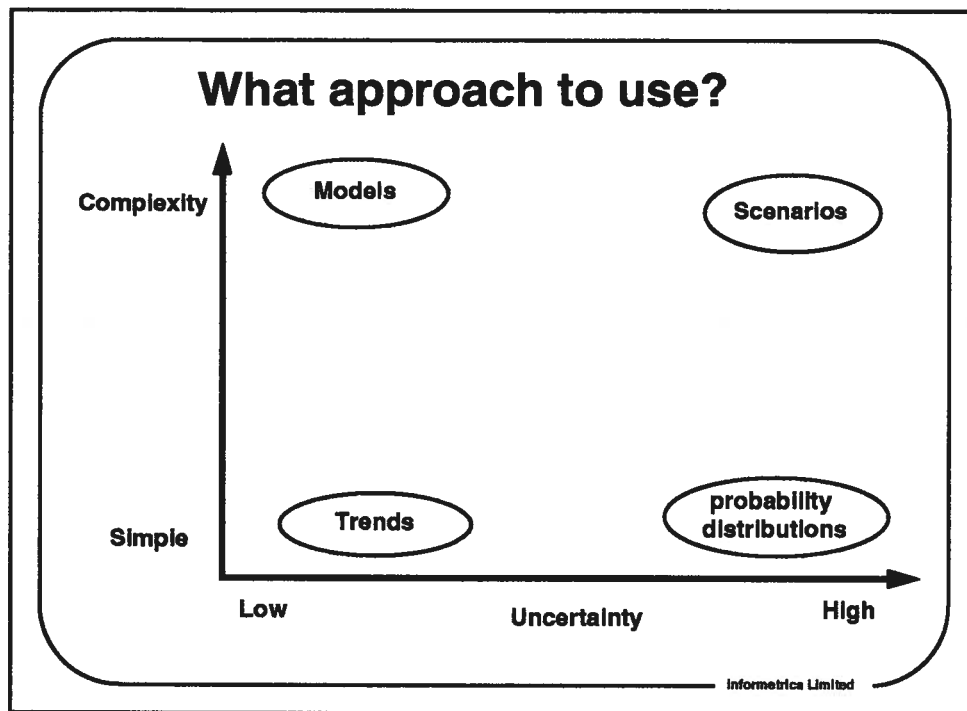 What approach to use?
Complexity
Models
Scenarios
Simple
Trends
probability
distributions
Low
Uncertainty
High
Informetrica Limited